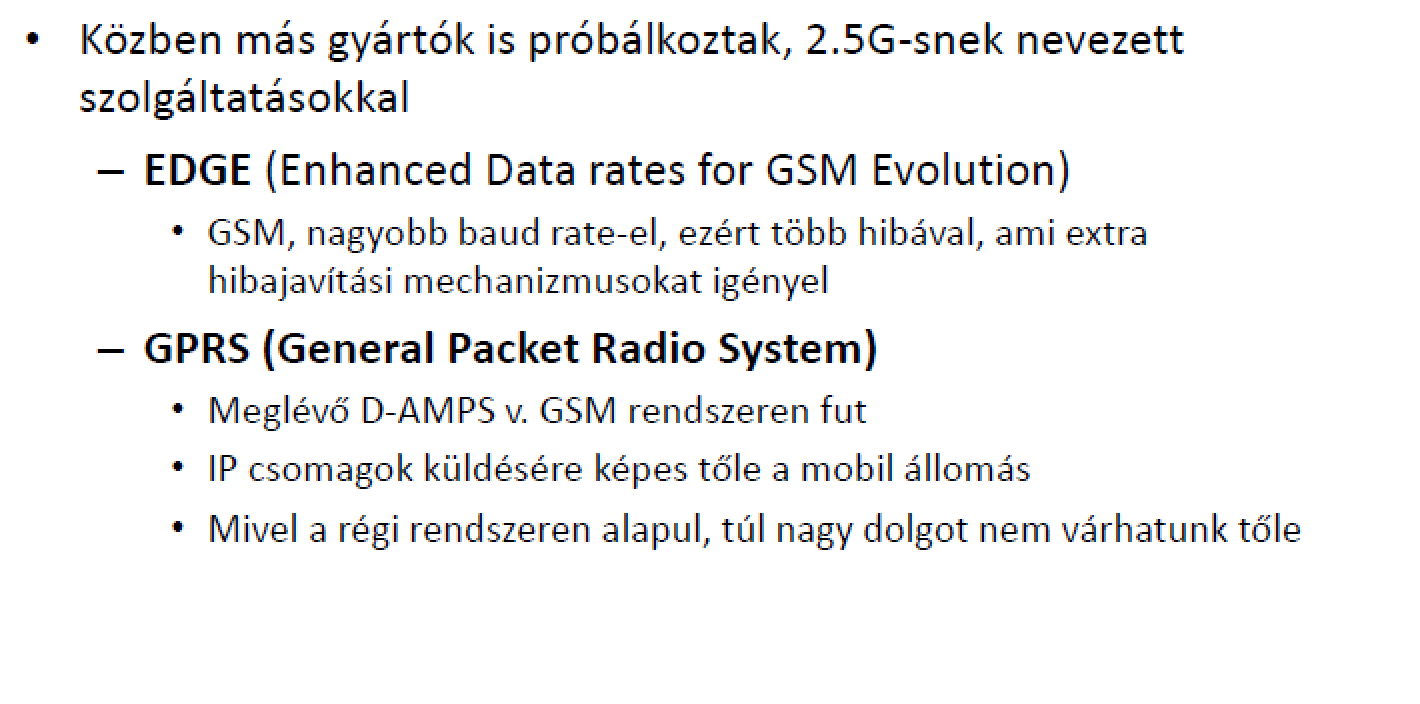 • Közben más gyártók is próbálkoztak, 2.5G-snek nevezett
szolgáltatásokkal
– EDGE (Enhanced Data rates for GSM Evolution)
• GSM, nagyobb baud rate-el, ezért több hibával, ami extra
hibajavítási mechanizmusokat igényel
– GPRS (General Packet Radio System)
• Meglévő D-AMPS v. GSM rendszeren fut
• IP csomagok küldésére képes tőle a mobil állomás
• Mivel a régi rendszeren alapul, túl nagy dolgot nem várhatunk tőle